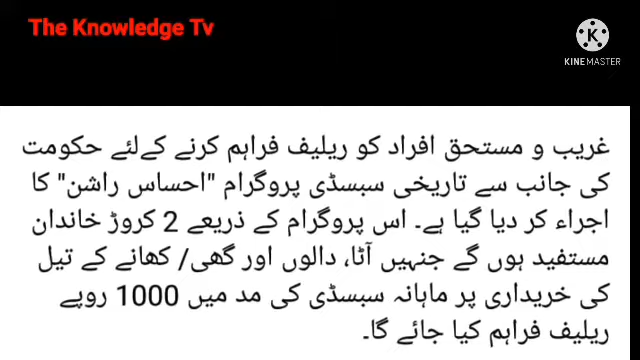 The Knowledge Tv
K
KINEMASTER
غریب و مستحق افراد کو ریلیف فراہم کرنے کےلئے حکومت
کی جانب سے تاریخی سبسڈی پروگرام "احساس راشن" کا
اجراء کر دیا گیا ہے۔ اس پروگرام کے ذریعے 2 کروڑ خاندان
مستفید ہوں گے جنہیں آٹا، دالوں اور گھی/ کھانے کے تیل
کی خریداری پر ماہانہ سبسڈی کی مد میں 1000 روپے
ریلیف فراہم کیا جائے گا۔